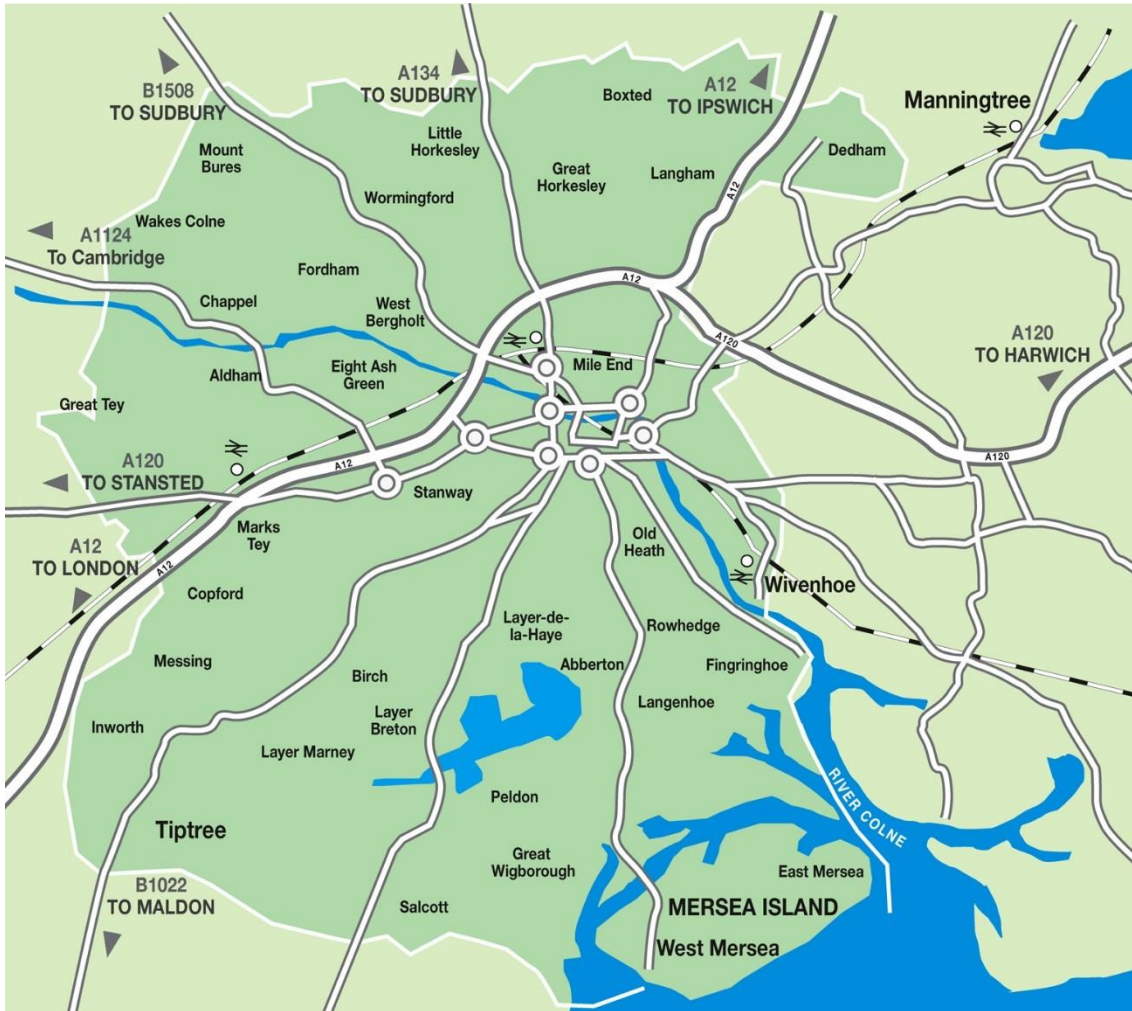 B1508
TO SUDBURY
A134
TO SUDBURY
A12
TO IPSWICH
Boxted
Manningtree
Little
Horkesley
Mount
Bures
Dedham
Great
Horkesley
Langham
Wormingford
A12
Wakes Colne
A1124
To Cambridge
Fordham
A12
Chappel
West
Bergholt
A120
A120
TO HARWICH
Eight Ash
Green
Mile End
Aldham
Great Tey
A120
TO STANSTED
A12
A120
Stanway
Marks
Tey
Old
Heath
A12
TO LONDON
A12
Wivenhoe
Copford
Layer-de-
la-Haye
Rowhedge
Messing
Abberton
Fingringhoe
Birch
Langenhoe
Layer
Breton
Inworth
Layer Marney
Peldon
RIVER COLNE
Tiptree
Great
Wigborough
East Mersea
B1022
TO MALDON
Salcott
MERSEA ISLAND
West Mersea